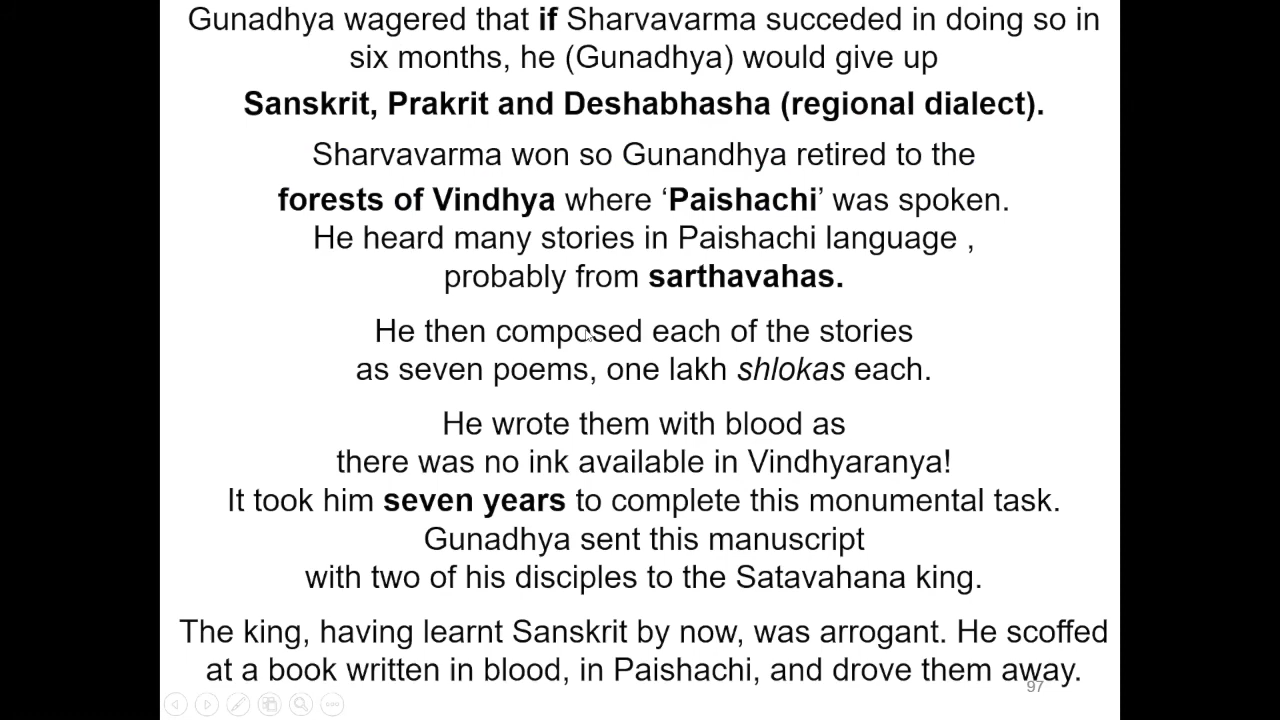 Gunadhya wagered that if Sharvavarma succeded in doing so in
six months, he (Gunadhya) would give up
Sanskrit, Prakrit and Deshabhasha (regional dialect).
Sharvavarma won so Gunandhya retired to the
forests of Vindhya where ‘Paishachi’ was spoken.
He heard many stories in Paishachi language ,
probably from sarthavahas.
He then composed each of the stories
as seven poems, one lakh shlokas each.
He wrote them with blood as
there was no ink available in Vindhyaranya!
It took him seven years to complete this monumental task.
Gunadhya sent this manuscript
with two of his disciples to the Satavahana king.
The king, having learnt Sanskrit by now, was arrogant. He scoffed
at a book written in blood, in Paishachi, and drove them away.
97